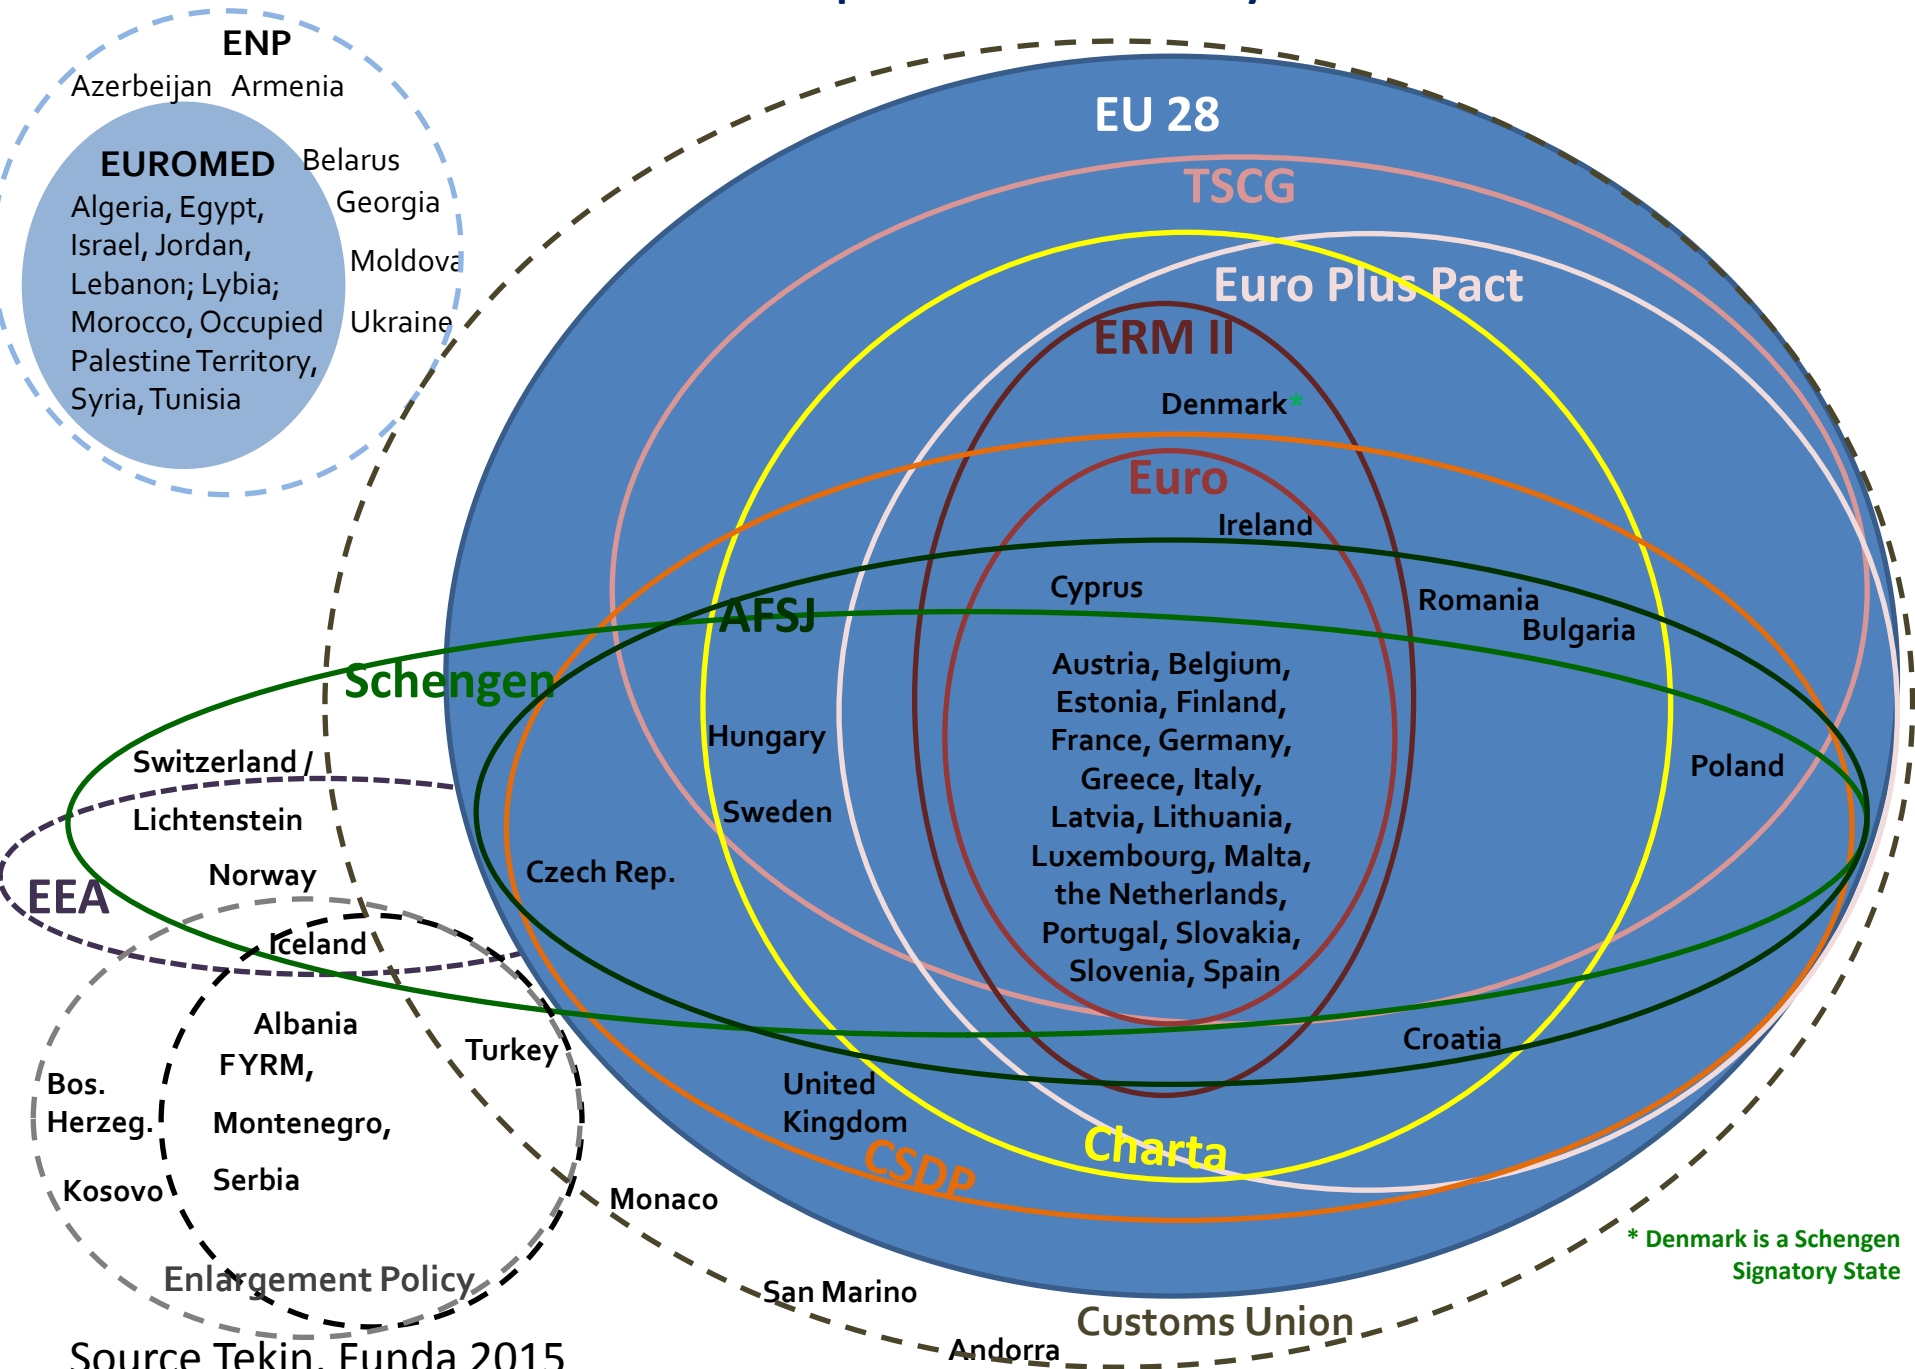 ENP
Azerbeijan Armenia
EUROMED
Belarus
Algeria, Egypt,
Israel, Jordan,
Lebanon; Lybia;
Morocco, Occupied
Palestine Territory,
Syria, Tunisia
Georgia
Moldova
Ukraine
EU 28
TSCG
Euro Plus Pact
ERM II
Denmark*
Euro
Ireland
Cyprus
Romania
Bulgaria
AFSJ
Schengen
Austria, Belgium,
Estonia, Finland,
France, Germany,
Greece, Italy,
Latvia, Lithuania,
Luxembourg, Malta,
the Netherlands,
Portugal, Slovakia,
Slovenia, Spain
Hungary
Sweden
Czech Rep.
Poland
Switzerland /
Lichtenstein
Norway
EEA
Iceland
Albania
FYRM,
Montenegro,
Serbia
Turkey
Bos.
Herzeg.
Kosovo
Enlargement Policy
Croatia
United
Kingdom
CSDP
Charta
Monaco
San Marino
Andorra
Customs Union
* Denmark is a Schengen
Signatory State
Source Tekin, Funda 2015